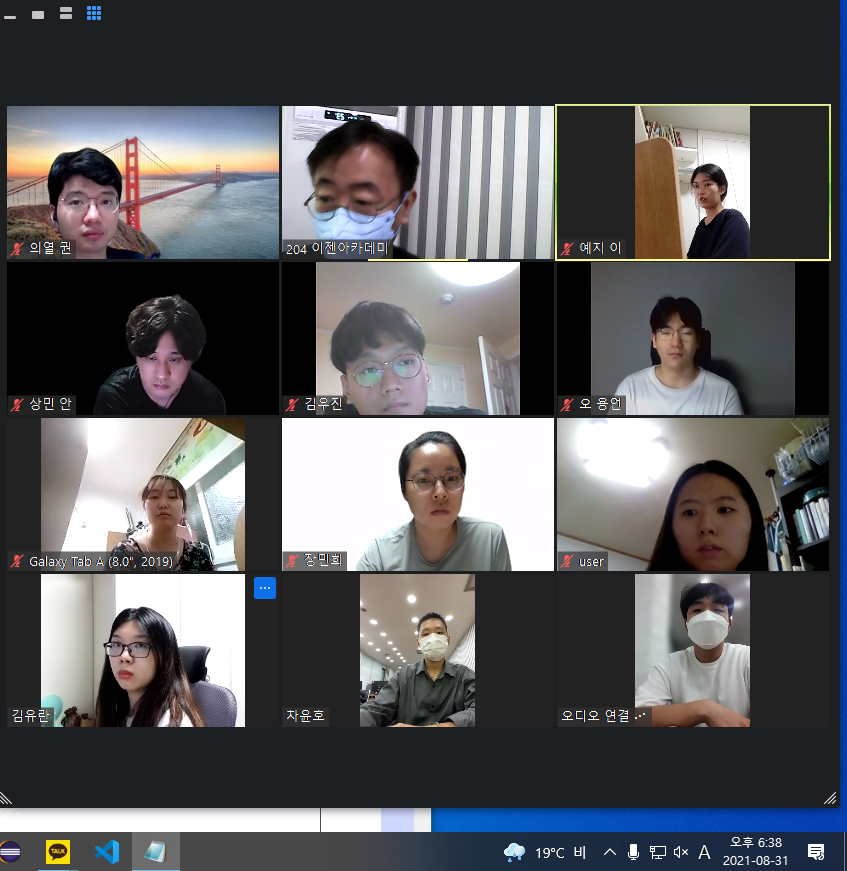 의열 권
204 이젠아카데미
예지 이
상민 안
김우진
오 용언
Galaxy Tab A (8.0", 2019)
장민희
user
김유란
차윤호
오디오 연결
TALK
19°C 비
A
오후 6:38
2021-08-31